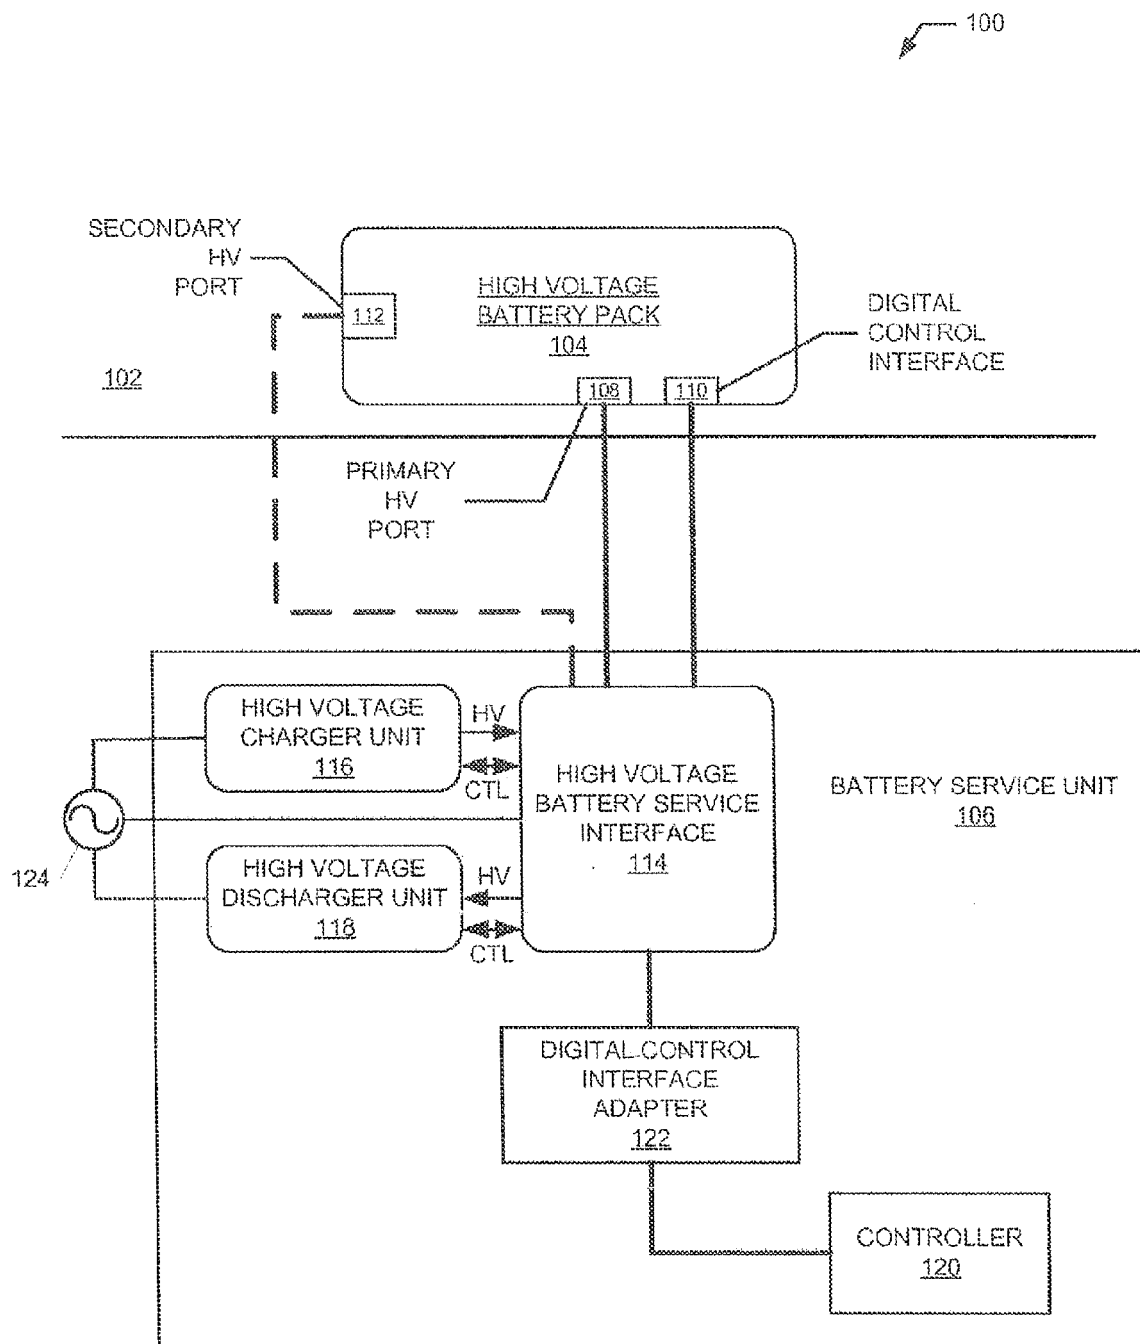 100
SECONDARY
HV
PORT
112
HIGH VOLTAGE
BATTERY PACK
104
DIGITAL
CONTROL
INTERFACE
102
108
110
PRIMARY
HV
PORT
HIGH VOLTAGE
CHARGER UNIT
116
HV
CTL
HIGH VOLTAGE
BATTERY SERVICE
INTERFACE
114
BATTERY SERVICE UNIT
106
124
HIGH VOLTAGE
DISCHARGER UNIT
118
HV
CTL
DIGITAL CONTROL
INTERFACE
ADAPTER
122
CONTROLLER
120